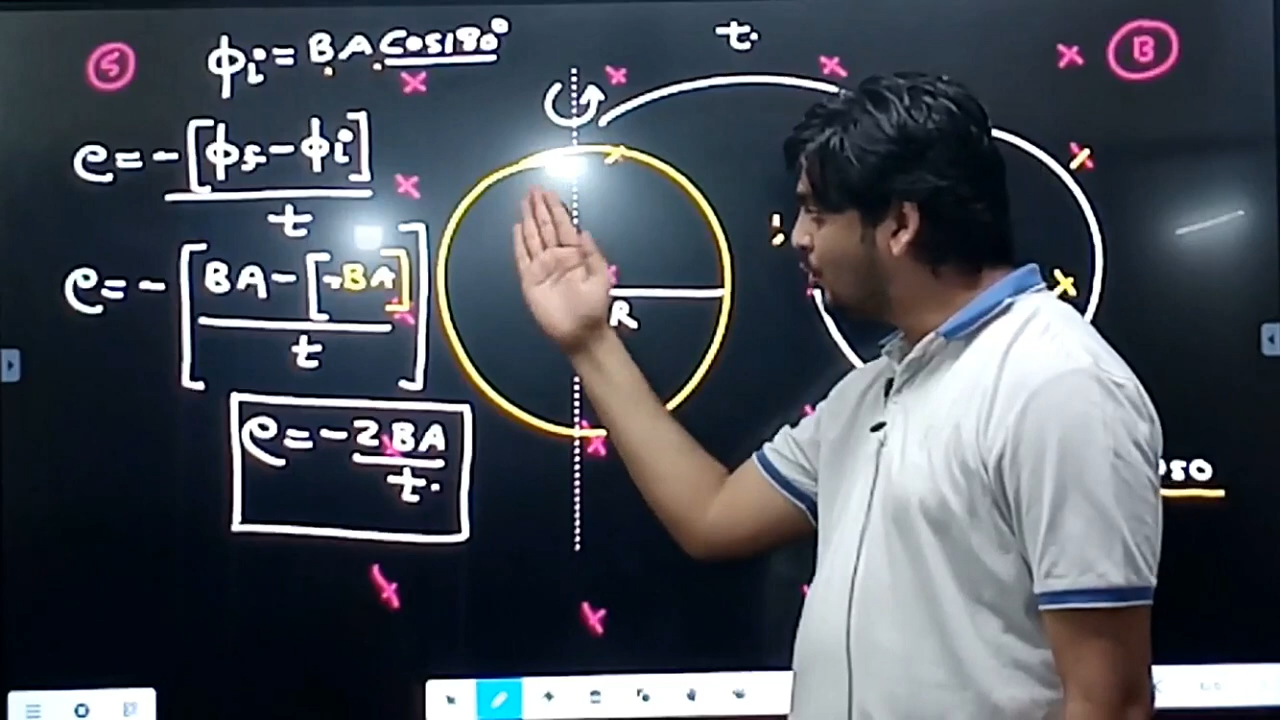 5
ϕi = BA Cos180°
t.
B
e = -[ϕf - ϕi]
t
e = -[BA - [-BA]]
t
R
e = -2BA
t.